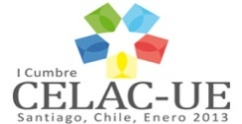 I Cumbre
CELAC-UE
Santiago, Chile, Enero 2013